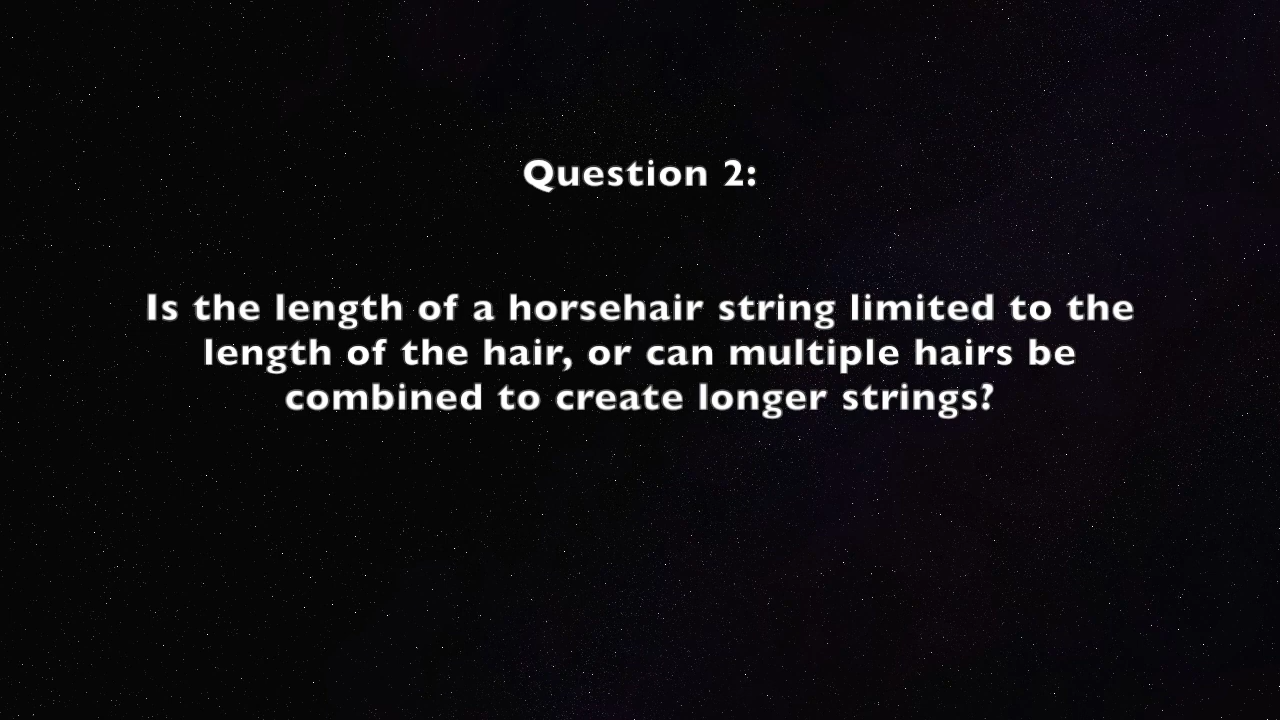 Question 2:
Is the length of a horsehair string limited to the
length of the hair, or can multiple hairs be
combined to create longer strings?